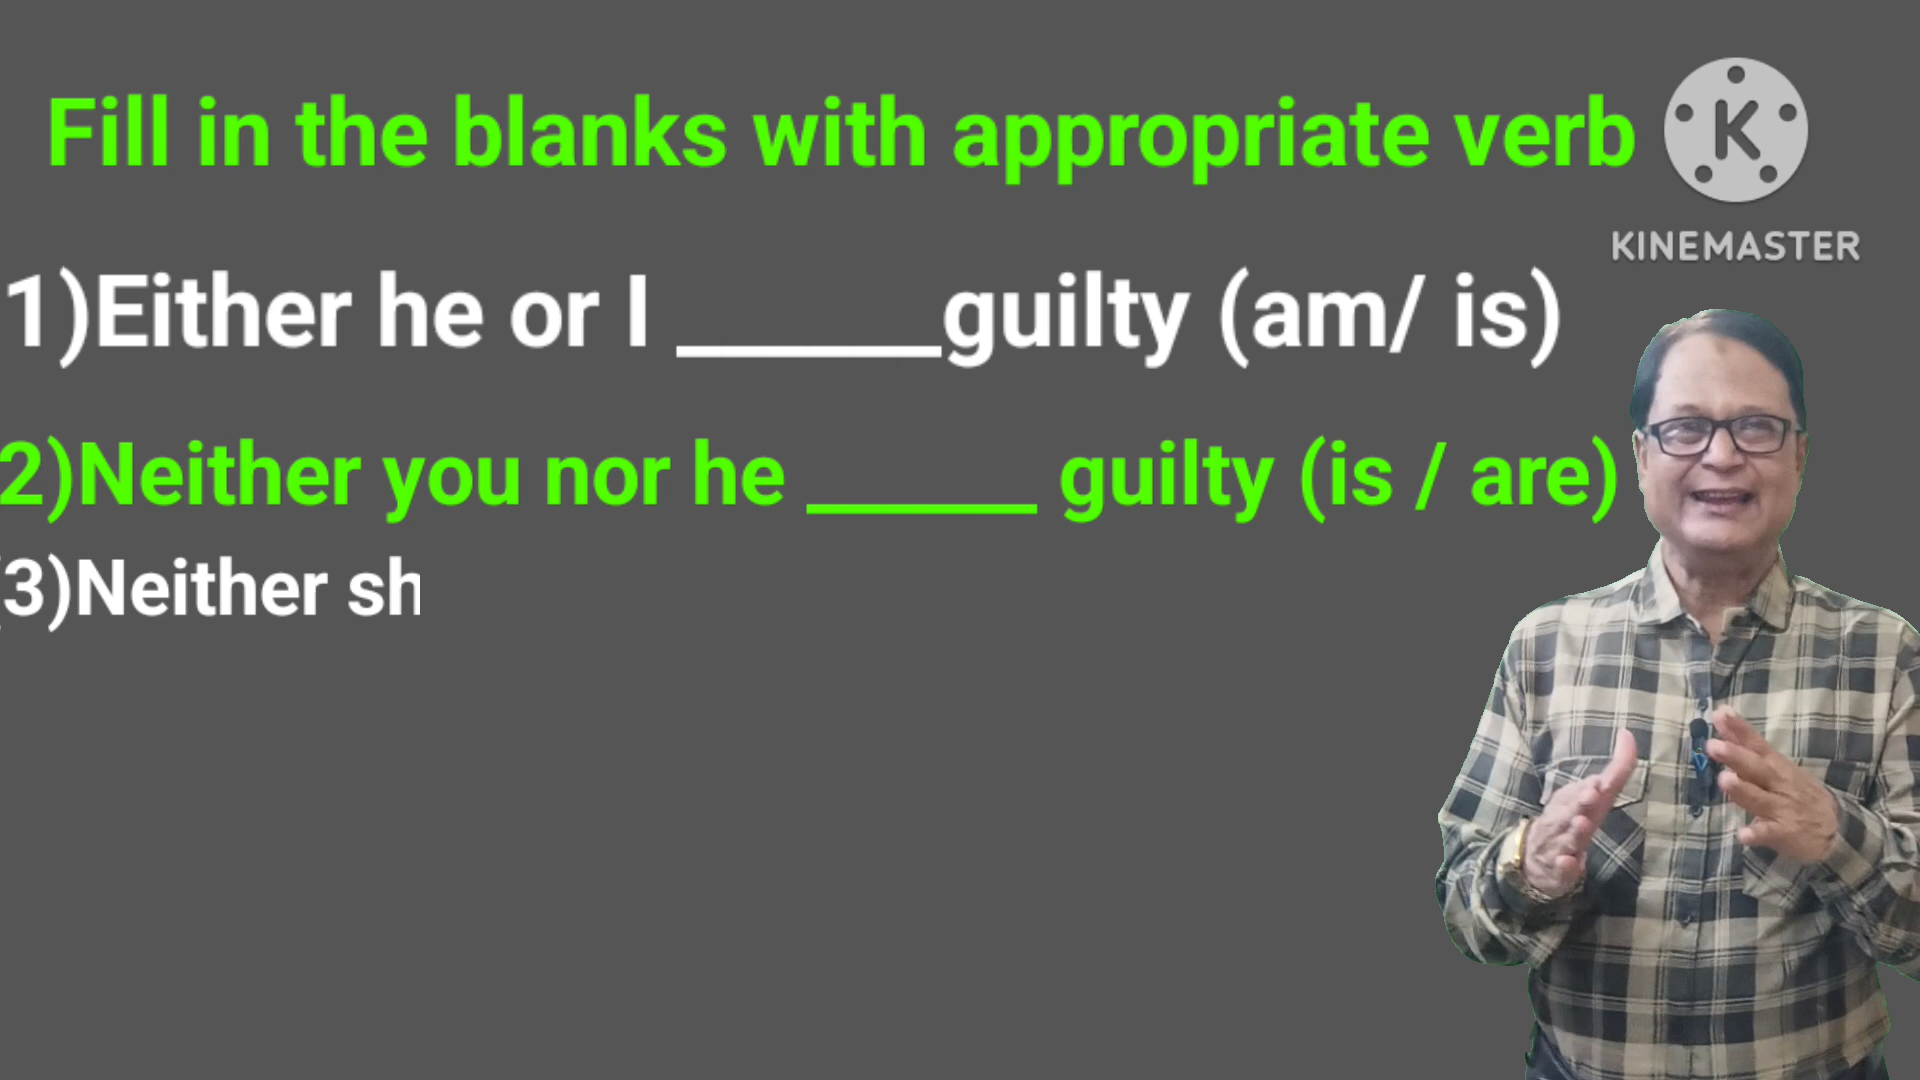 Fill in the blanks with appropriate verb
K
KINEMASTER
1)Either he or I ______guilty (am/ is)
2)Neither you nor he _____ guilty (is / are)
(3)Neither sh